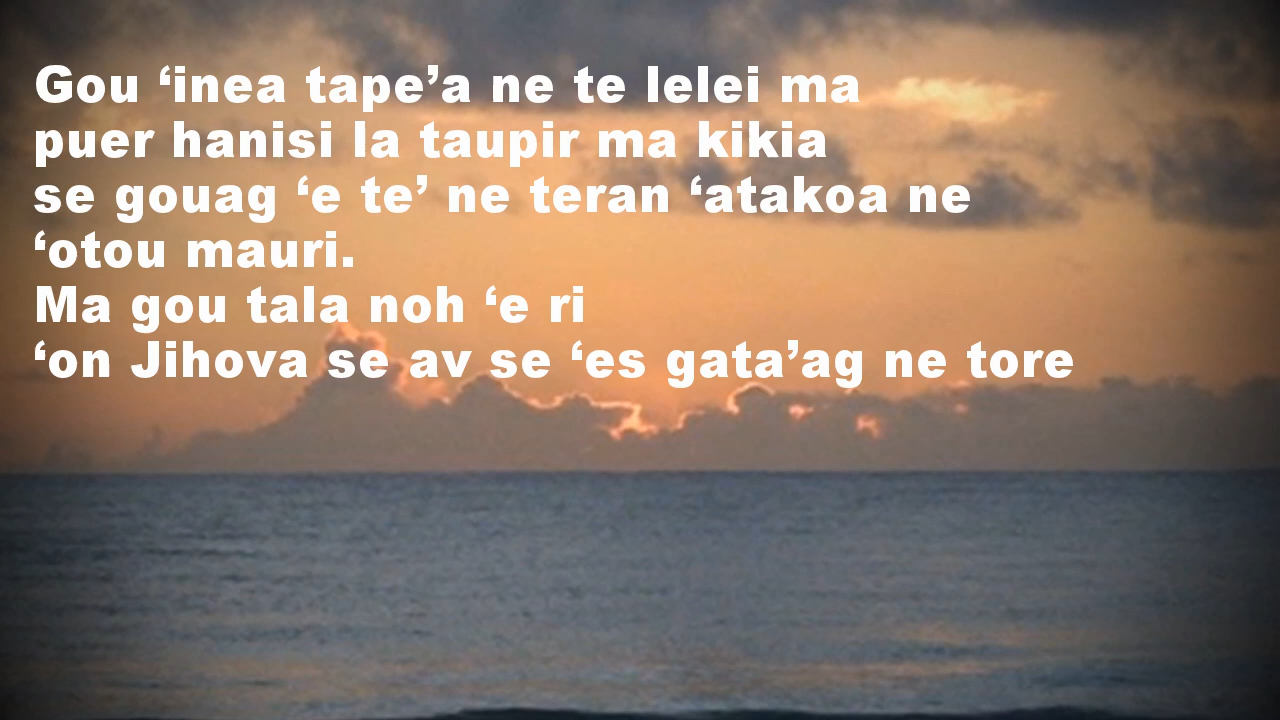 Gou ‘inea tape’a ne te lelei ma
puer hanisi la taupir ma kikia
se gouag ‘e te’ ne teran ‘atakoa ne
‘otou mauri.
Ma gou tala noh ‘e ri
‘on Jihova se av se ‘es gata’ag ne tore